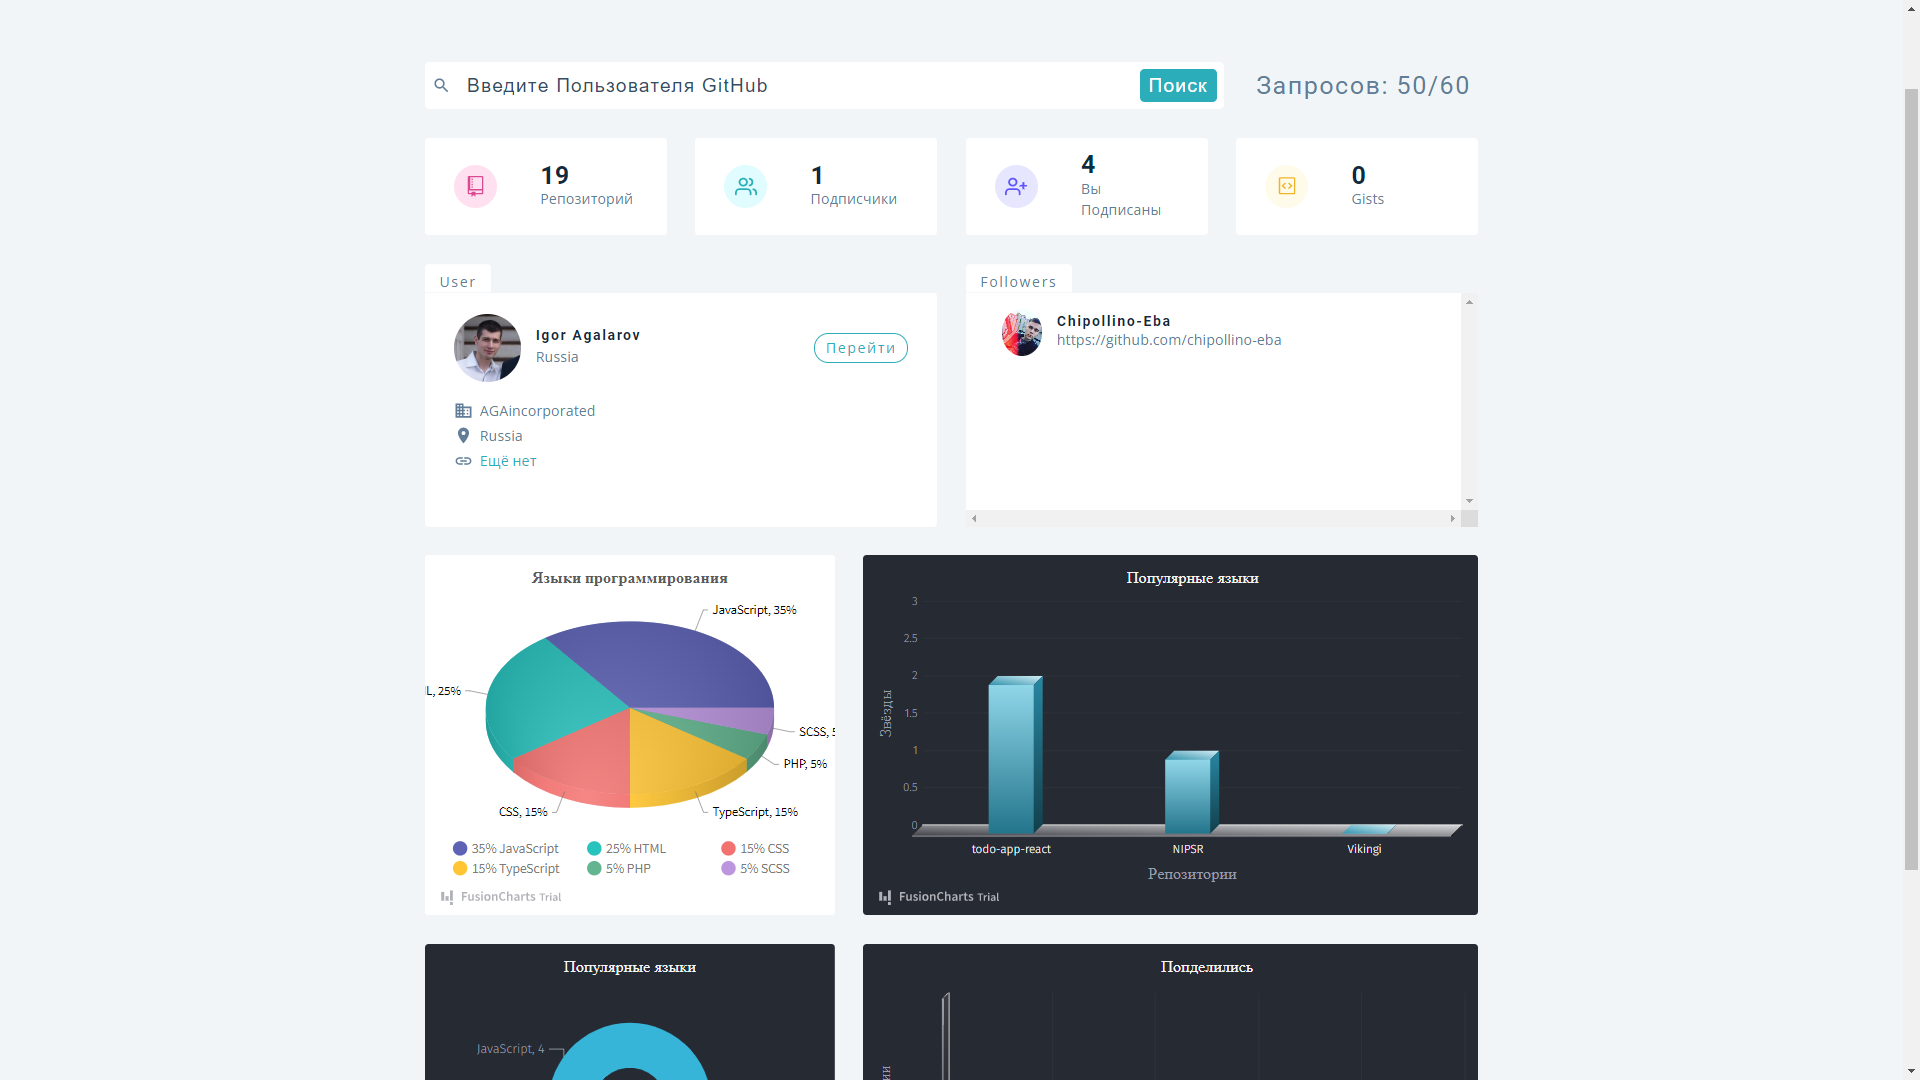 Введите Пользователя GitHub
Поиск
Запросов: 50/60
19
Репозиторий
1
Подписчики
4
Вы
Подписаны
0
Gists
User
Igor Agalarov
Russia
Перейти
AGAincorporated
Russia
Ещё нет
Followers
Chipollino-Eba
https://github.com/chipollino-eba
Языки программирования
JavaScript, 35%
L, 25%
SCSS, 5
PHP, 5%
CSS, 15%
TypeScript, 15%
35% JavaScript
25% HTML
15% CSS
15% TypeScript
5% PHP
5% SCSS
FusionCharts Trial
Популярные языки
3
2.5
2
1.5
1
0.5
0
Звёзды
todo-app-react
NIPSR
Vikingi
Репозитории
FusionCharts Trial
Популярные языки
JavaScript, 4
Попделились